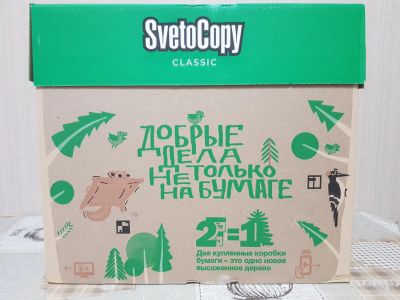 SvetoCopy
CLASSIC
ДОБРЫЕ
ДЕЛА
НЕ ТОЛЬКО
НА БУМАГЕ
2=1
Две купленные коробки
бумаги – это одно новое
высаженное дерево